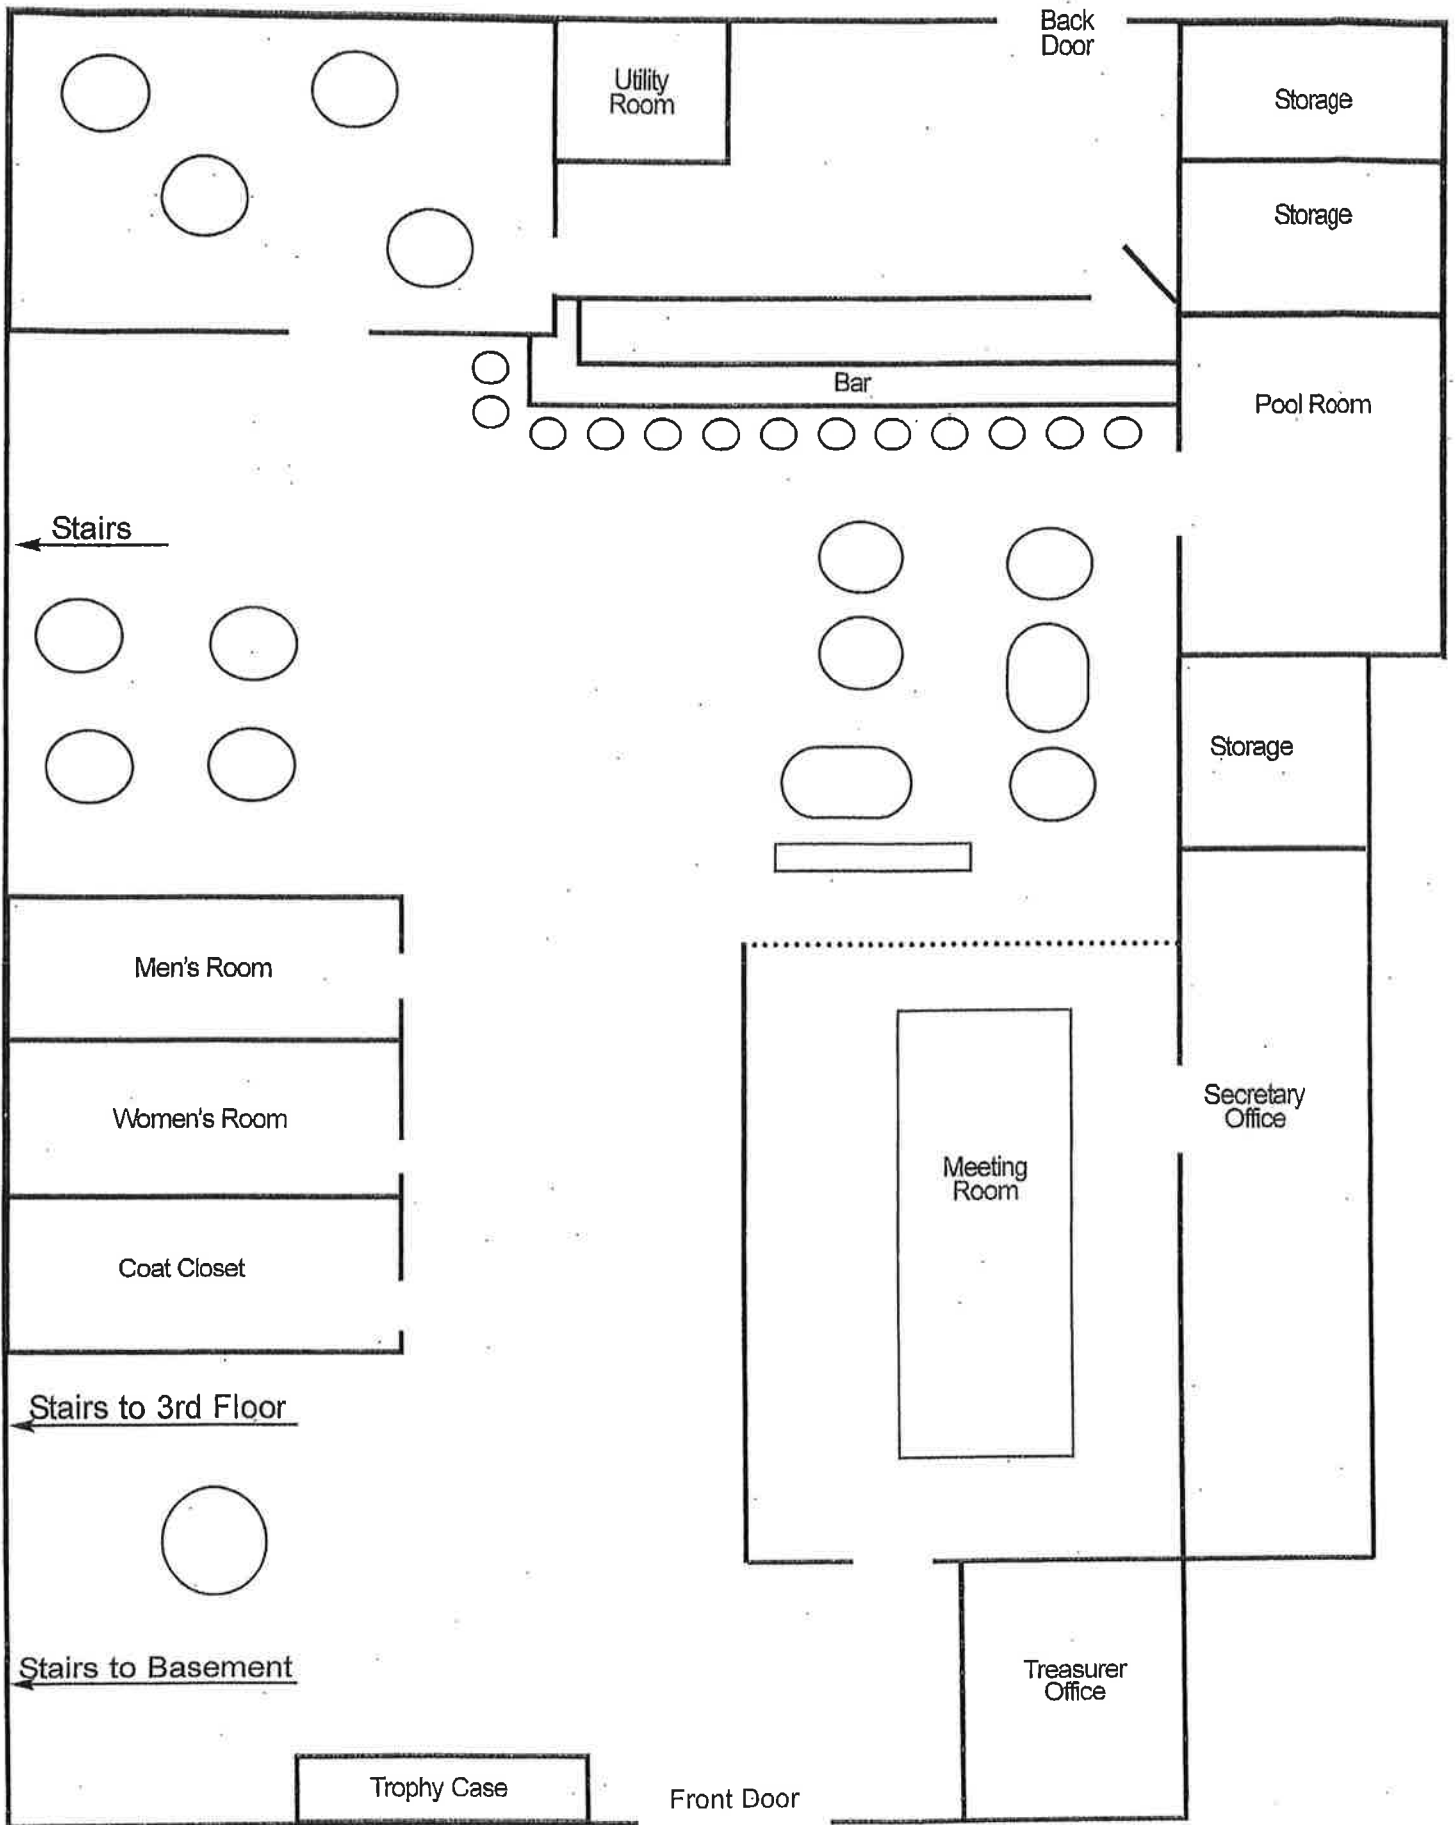 Back
Door
Utility
Room
Storage
Storage
Bar
Pool Room
Stairs
Storage
Men's Room
Women's Room
Secretary
Office
Meeting
Room
Coat Closet
Stairs to 3rd Floor
Stairs to Basement
Treasurer
Office
Trophy Case
Front Door